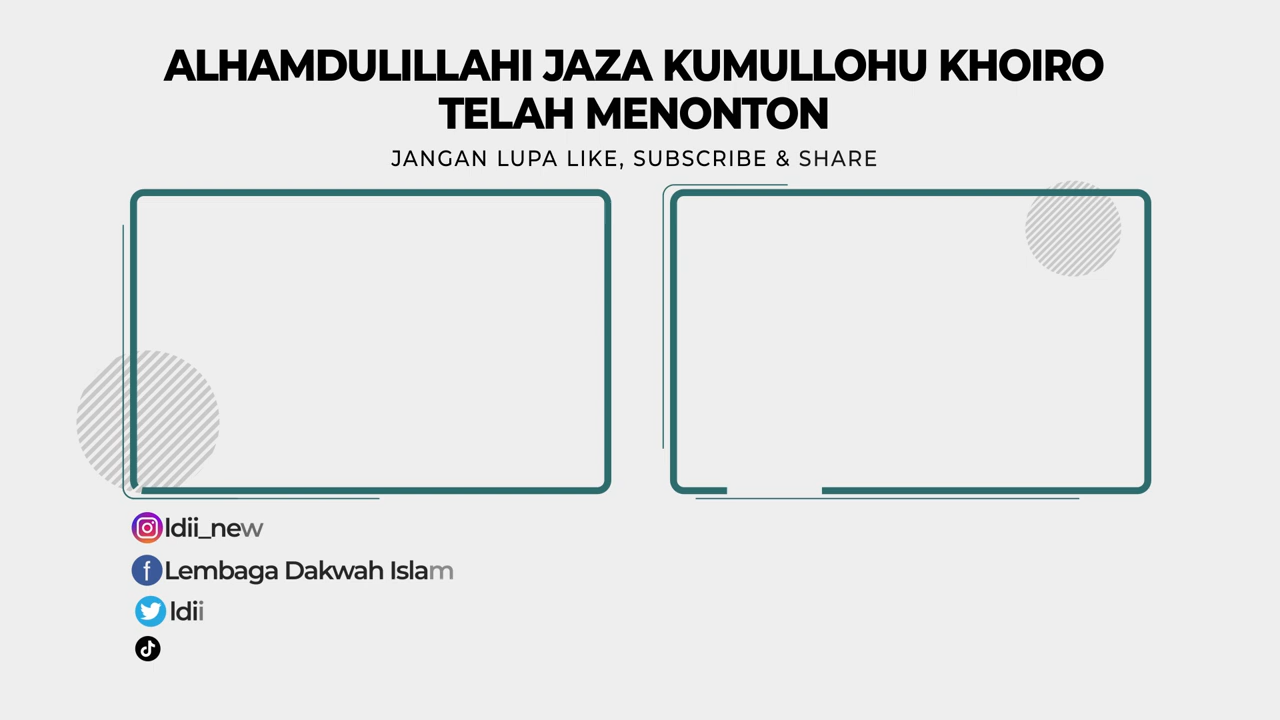 ALHAMDULILLAHI JAZA KUMULLOHU KHOIRO
TELAH MENONTON
JANGAN LUPA LIKE, SUBSCRIBE & SHARE
ldii_new
Lembaga Dakwah Islam
ldii